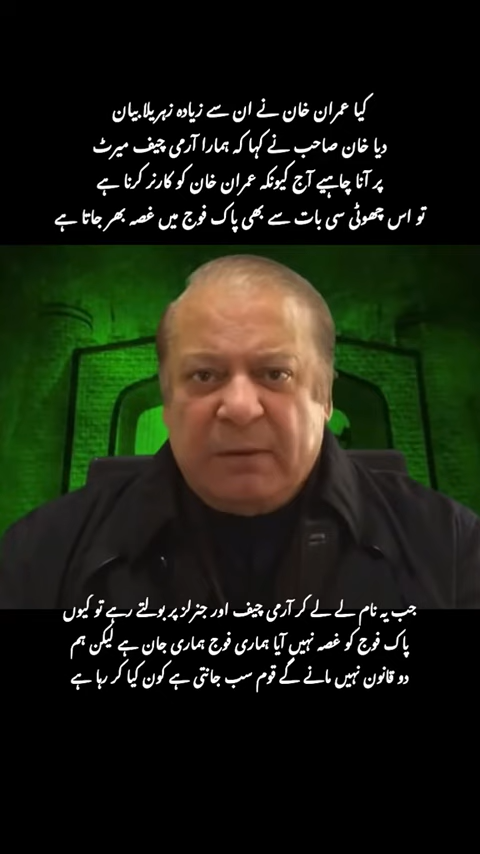 کیا عمران خان نے ان سے زیادہ زہریلا بیان
دیا خان صاحب نے کہا کہ ہمارا آرمی چیف میرٹ
پر آنا چاہیے آج کیونکہ عمران خان کو کارنر کرنا ہے
تو اس چھوٹی سی بات سے بھی پاک فوج میں غصہ بھر جاتا ہے
جب یہ نام لے لے کر آرمی چیف اور جنرلز پر بولتے رہے تو کیوں
پاک فوج کو غصہ نہیں آیا ہماری فوج ہماری جان ہے لیکن ہم
دو قانون نہیں مانے گے قوم سب جانتی ہے کون کیا کر رہا ہے